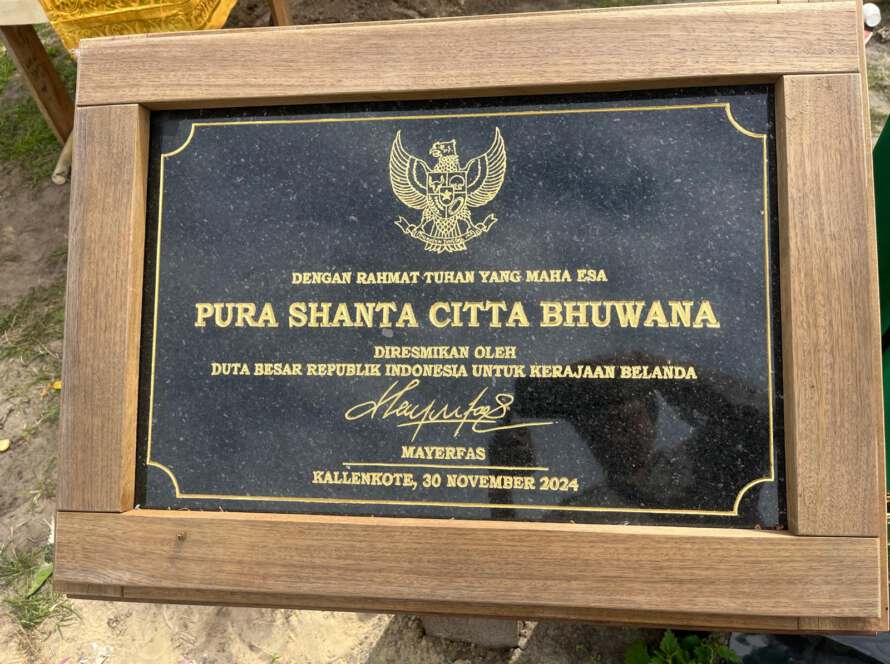 DENGAN RAHMAT TUHAN YANG MAHA ESA
PURA SHANTA CITTA BHUWANA
DIRESMIKAN OLEH
DUTA BESAR REPUBLIK INDONESIA UNTUK KERAJAAN BELANDA
MAYERFAS
KALLENKOTE, 30 NOVEMBER 2024